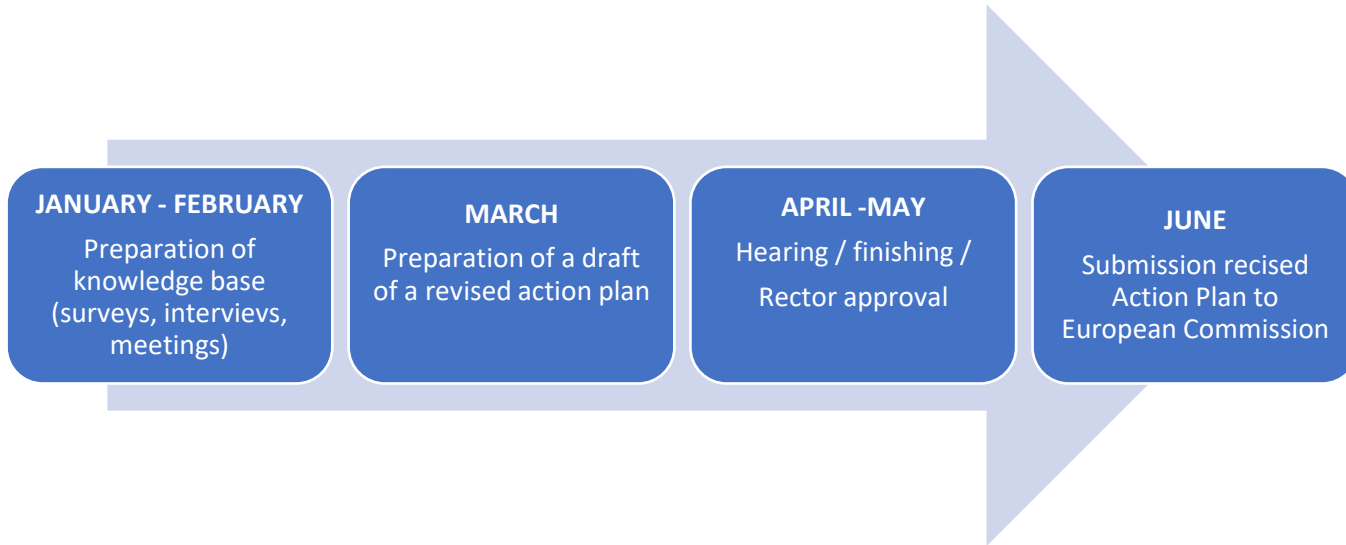 JANUARY - FEBRUARY
Preparation of
knowledge base
(surveys, intervievs,
meetings)
MARCH
Preparation of a draft
of a revised action plan
APRIL -MAY
Hearing / finishing /
Rector approval
JUNE
Submission recised
Action Plan to
European Commission